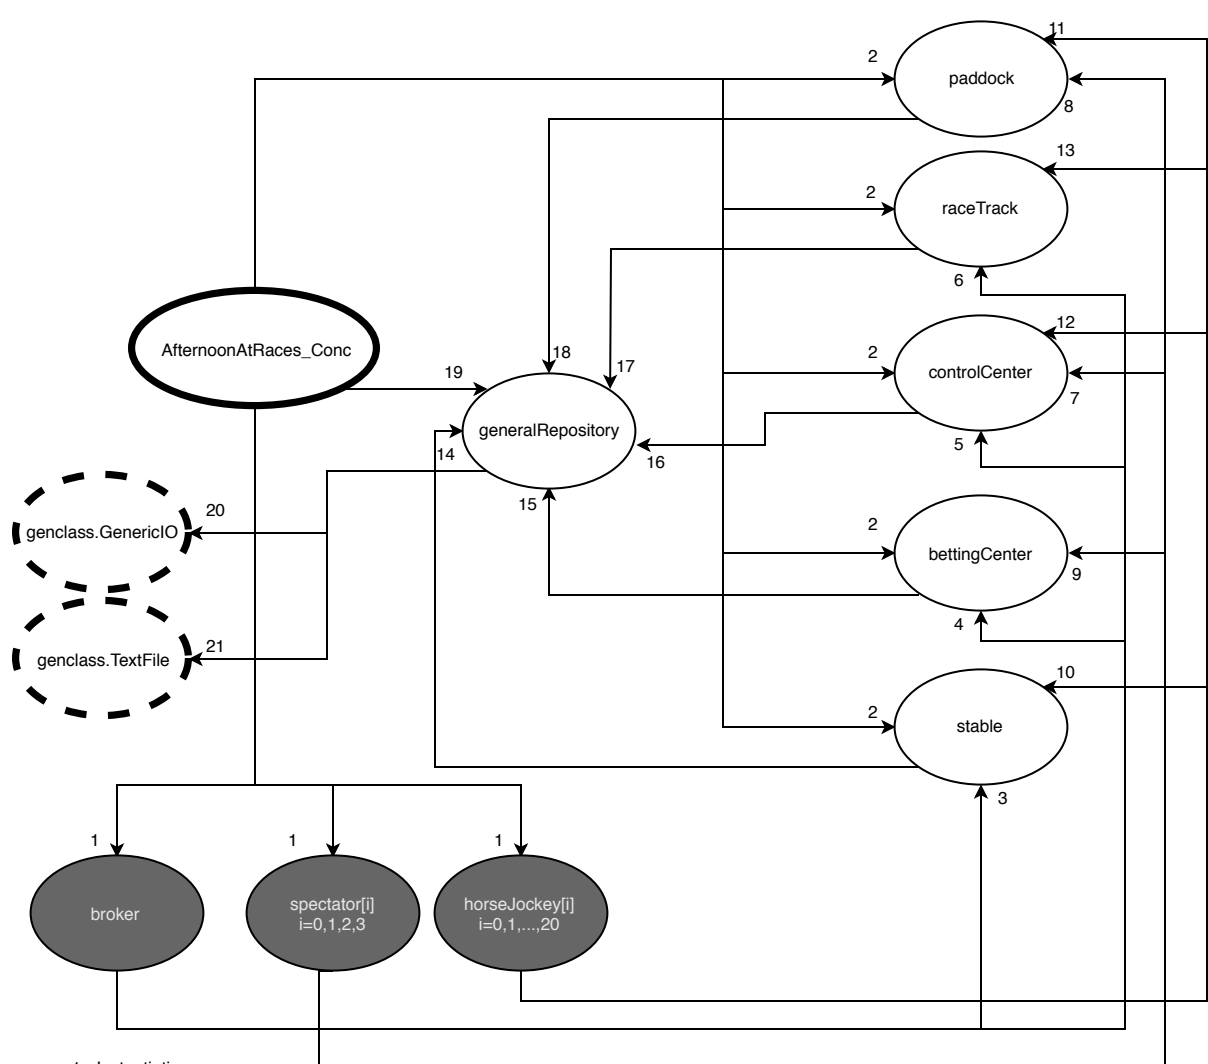 11
2
paddock
8
13
2
raceTrack
6
AfternoonAtRaces_Conc
12
2
controlCenter
7
5
18
17
19
generalRepository
14
16
15
20
genclass.GenericIO
2
bettingCenter
9
4
21
genclass.TextFile
10
2
stable
3
1
1
1
broker
spectator[i]
i=0,1,2,3
horseJockey[i]
i=0,1,...,20